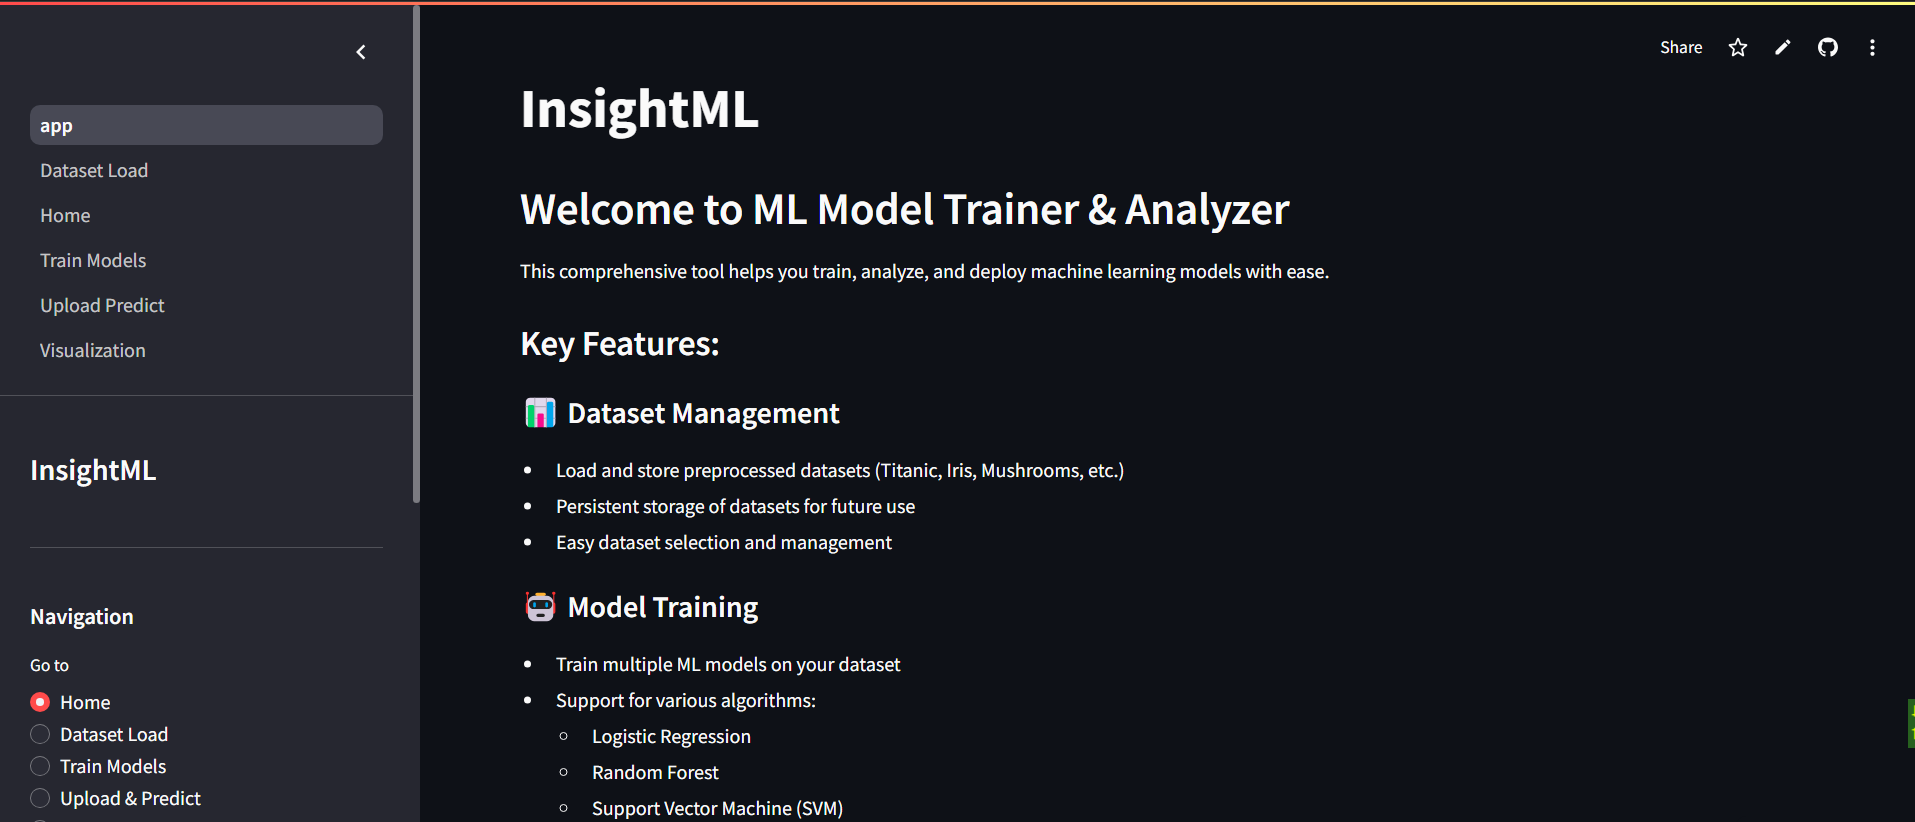 app
Dataset Load
Home
Train Models
Upload Predict
Visualization
InsightML
Navigation
Go to
Home
Dataset Load
Train Models
Upload & Predict
Share
InsightML
Welcome to ML Model Trainer & Analyzer
This comprehensive tool helps you train, analyze, and deploy machine learning models with ease.
Key Features:
Dataset Management
Load and store preprocessed datasets (Titanic, Iris, Mushrooms, etc.)
Persistent storage of datasets for future use
Easy dataset selection and management
Model Training
Train multiple ML models on your dataset
Support for various algorithms:
Logistic Regression
Random Forest
Support Vector Machine (SVM)